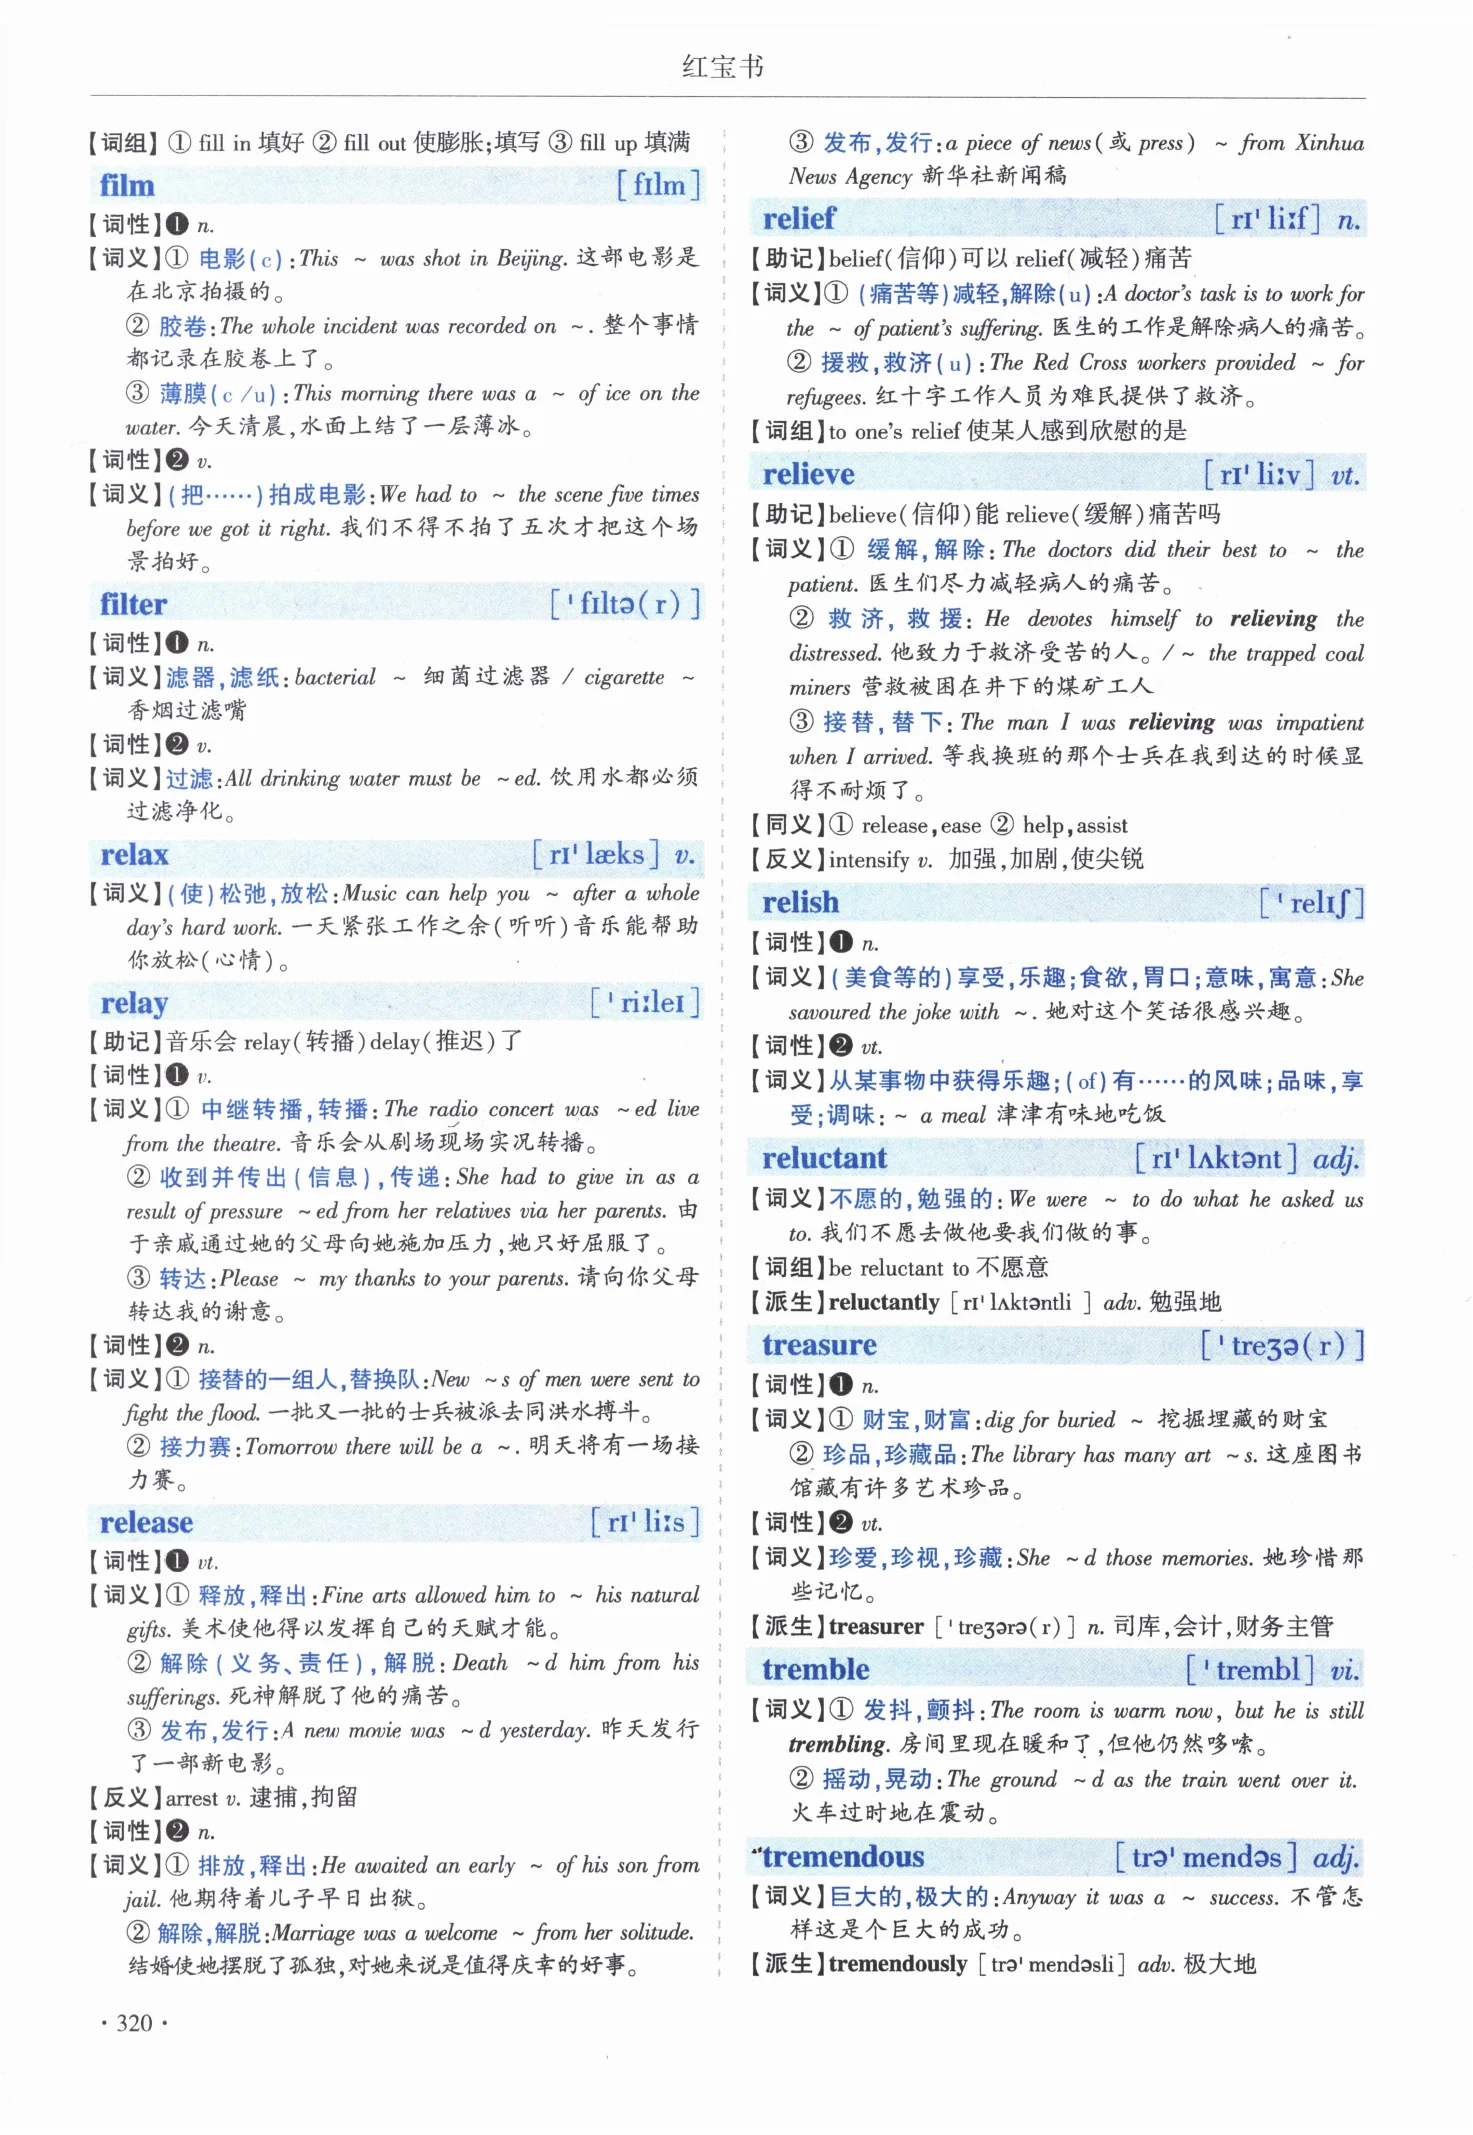 红宝书
【词组】① fill in 填好 ② fill out 使膨胀;填写 ③ fill up 填满
film [fɪlm]
【词性】❶ n.
【词义】① 电影(c):This ~ was shot in Beijing. 这部电影是
在北京拍摄的。
② 胶卷:The whole incident was recorded on ~. 整个事情
都记录在胶卷上了。
③ 薄膜(c/u):This morning there was a ~ of ice on the
water. 今天清晨,水面上结了一层薄冰。
【词性】❷ v.
【词义】(把……)拍成电影:We had to ~ the scene five times
before we got it right. 我们不得不拍了五次才把这个场
景拍好。
filter [ˈfɪltə(r)]
【词性】❶ n.
【词义】滤器,滤纸:bacterial ~ 细菌过滤器 / cigarette ~
香烟过滤嘴
【词性】❷ v.
【词义】过滤:All drinking water must be ~ed. 饮用水都必须
过滤净化。
relax [rɪˈlæks] v.
【词义】(使)松弛,放松:Music can help you ~ after a whole
day's hard work. 一天紧张工作之余(听听)音乐能帮助
你放松(心情)。
relay [ˈriːleɪ]
【助记】音乐会 relay(转播)delay(推迟)了
【词性】❶ v.
【词义】① 中继转播,转播:The radio concert was ~ed live
from the theatre. 音乐会从剧场现场实况转播。
② 收到并传出(信息),传递:She had to give in as a
result of pressure ~ed from her relatives via her parents. 由
于亲戚通过她的父母向她施加压力,她只好屈服了。
③ 转达:Please ~ my thanks to your parents. 请向你父母
转达我的谢意。
【词性】❷ n.
【词义】① 接替的一组人,替换队:New ~s of men were sent to
fight the flood. 一批又一批的士兵被派去同洪水搏斗。
② 接力赛:Tomorrow there will be a ~. 明天将有一场接
力赛。
release [rɪˈliːs]
【词性】❶ vt.
【词义】① 释放,释出:Fine arts allowed him to ~ his natural
gifts. 美术使他得以发挥自己的天赋才能。
② 解除(义务、责任),解脱:Death ~d him from his
sufferings. 死神解脱了他的痛苦。
③ 发布,发行:A new movie was ~d yesterday. 昨天发行
了一部新电影。
【反义】arrest v. 逮捕,拘留
【词性】❷ n.
【词义】① 排放,释出:He awaited an early ~ of his son from
jail. 他期待着儿子早日出狱。
② 解除,解脱:Marriage was a welcome ~ from her solitude.
结婚使她摆脱了孤独,对她来说是值得庆幸的好事。
③ 发布,发行:a piece of news(或 press) ~ from Xinhua
News Agency 新华社新闻稿
relief [rɪˈliːf] n.
【助记】belief(信仰)可以 relief(减轻)痛苦
【词义】① (痛苦等)减轻,解除(u):A doctor's task is to work for
the ~ of patient's suffering. 医生的工作是解除病人的痛苦。
② 援救,救济(u):The Red Cross workers provided ~ for
refugees. 红十字工作人员为难民提供了救济。
【词组】to one's relief 使某人感到欣慰的是
relieve [rɪˈliːv] vt.
【助记】believe(信仰)能 relieve(缓解)痛苦吗
【词义】① 缓解,解除:The doctors did their best to ~ the
patient. 医生们尽力减轻病人的痛苦。
② 救济,救援:He devotes himself to relieving the
distressed. 他致力于救济受苦的人。/ ~ the trapped coal
miners 营救被困在井下的煤矿工人
③ 接替,替下:The man I was relieving was impatient
when I arrived. 等我换班的那个士兵在我到达的时候显
得不耐烦了。
【同义】① release,ease ② help,assist
【反义】intensify v. 加强,加剧,使尖锐
relish [ˈrelɪʃ]
【词性】❶ n.
【词义】(美食等的)享受,乐趣;食欲,胃口;意味,寓意:She
savoured the joke with ~. 她对这个笑话很感兴趣。
【词性】❷ vt.
【词义】从某事物中获得乐趣;(of)有……的风味;品味,享
受;调味:~ a meal 津津有味地吃饭
reluctant [rɪˈlʌktənt] adj.
【词义】不愿的,勉强的:We were ~ to do what he asked us
to. 我们不愿去做他要我们做的事。
【词组】be reluctant to 不愿意
【派生】reluctantly [rɪˈlʌktəntli] adv. 勉强地
treasure [ˈtreʒə(r)]
【词性】❶ n.
【词义】① 财宝,财富:dig for buried ~ 挖掘埋藏的财宝
② 珍品,珍藏品:The library has many art ~s. 这座图书
馆藏有许多艺术珍品。
【词性】❷ vt.
【词义】珍爱,珍视,珍藏:She ~d those memories. 她珍惜那
些记忆。
【派生】treasurer [ˈtreʒərə(r)] n. 司库,会计,财务主管
tremble [ˈtrembl] vi.
【词义】① 发抖,颤抖:The room is warm now, but he is still
trembling. 房间里现在暖和了,但他仍然哆嗦。
② 摇动,晃动:The ground ~d as the train went over it.
火车过时地在震动。
tremendous [trəˈmendəs] adj.
【词义】巨大的,极大的:Anyway it was a ~ success. 不管怎
样这是个巨大的成功。
【派生】tremendously [trəˈmendəsli] adv. 极大地
· 320 ·